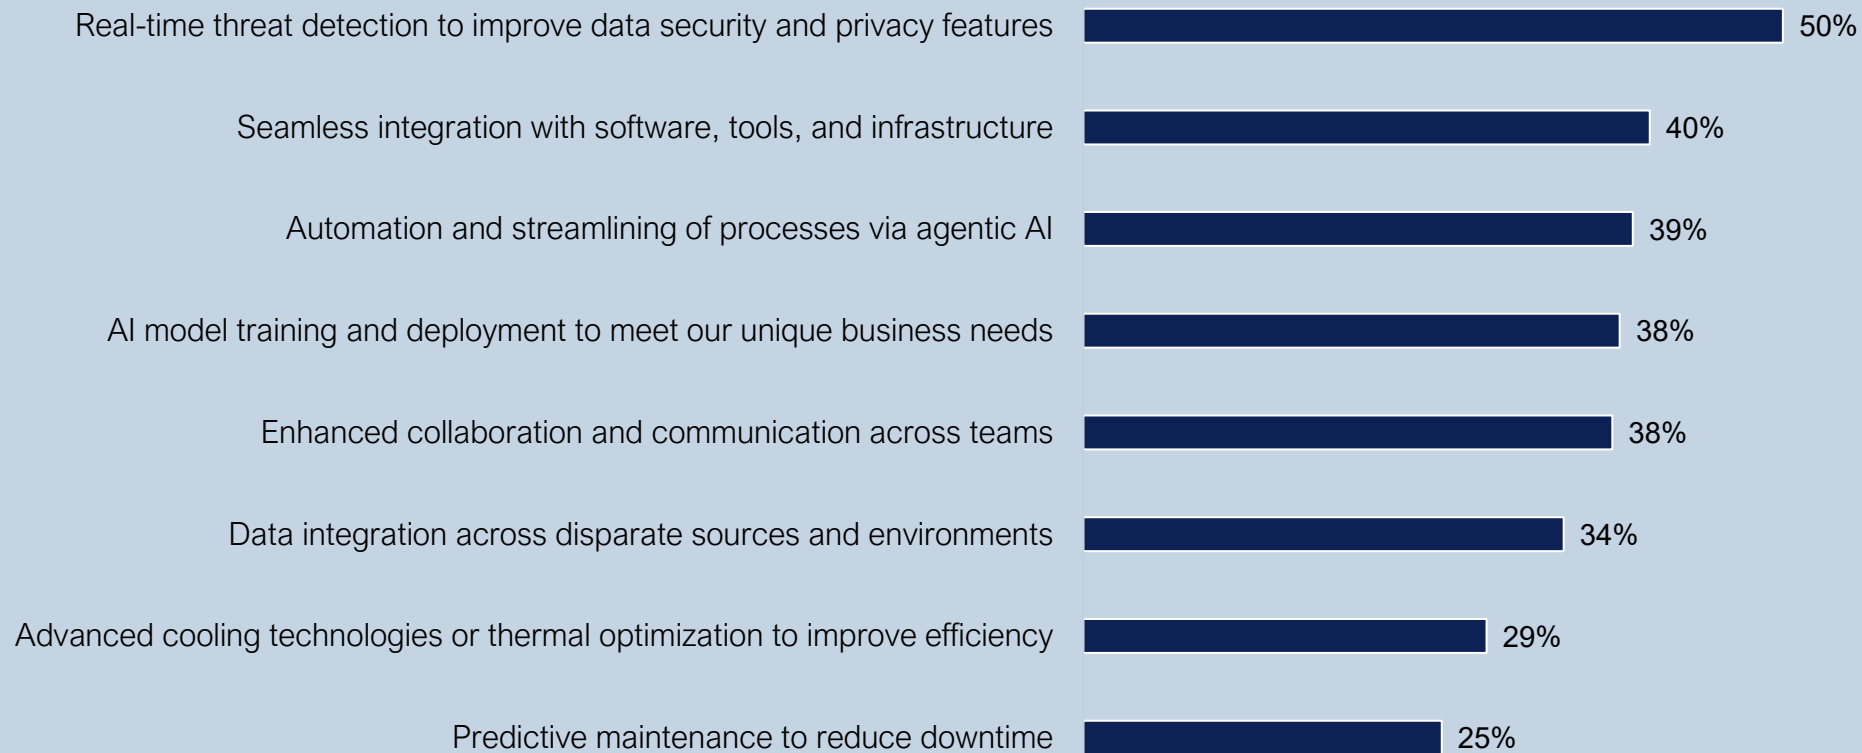 Real-time threat detection to improve data security and privacy features 50%
Seamless integration with software, tools, and infrastructure 40%
Automation and streamlining of processes via agentic AI 39%
AI model training and deployment to meet our unique business needs 38%
Enhanced collaboration and communication across teams 38%
Data integration across disparate sources and environments 34%
Advanced cooling technologies or thermal optimization to improve efficiency 29%
Predictive maintenance to reduce downtime 25%